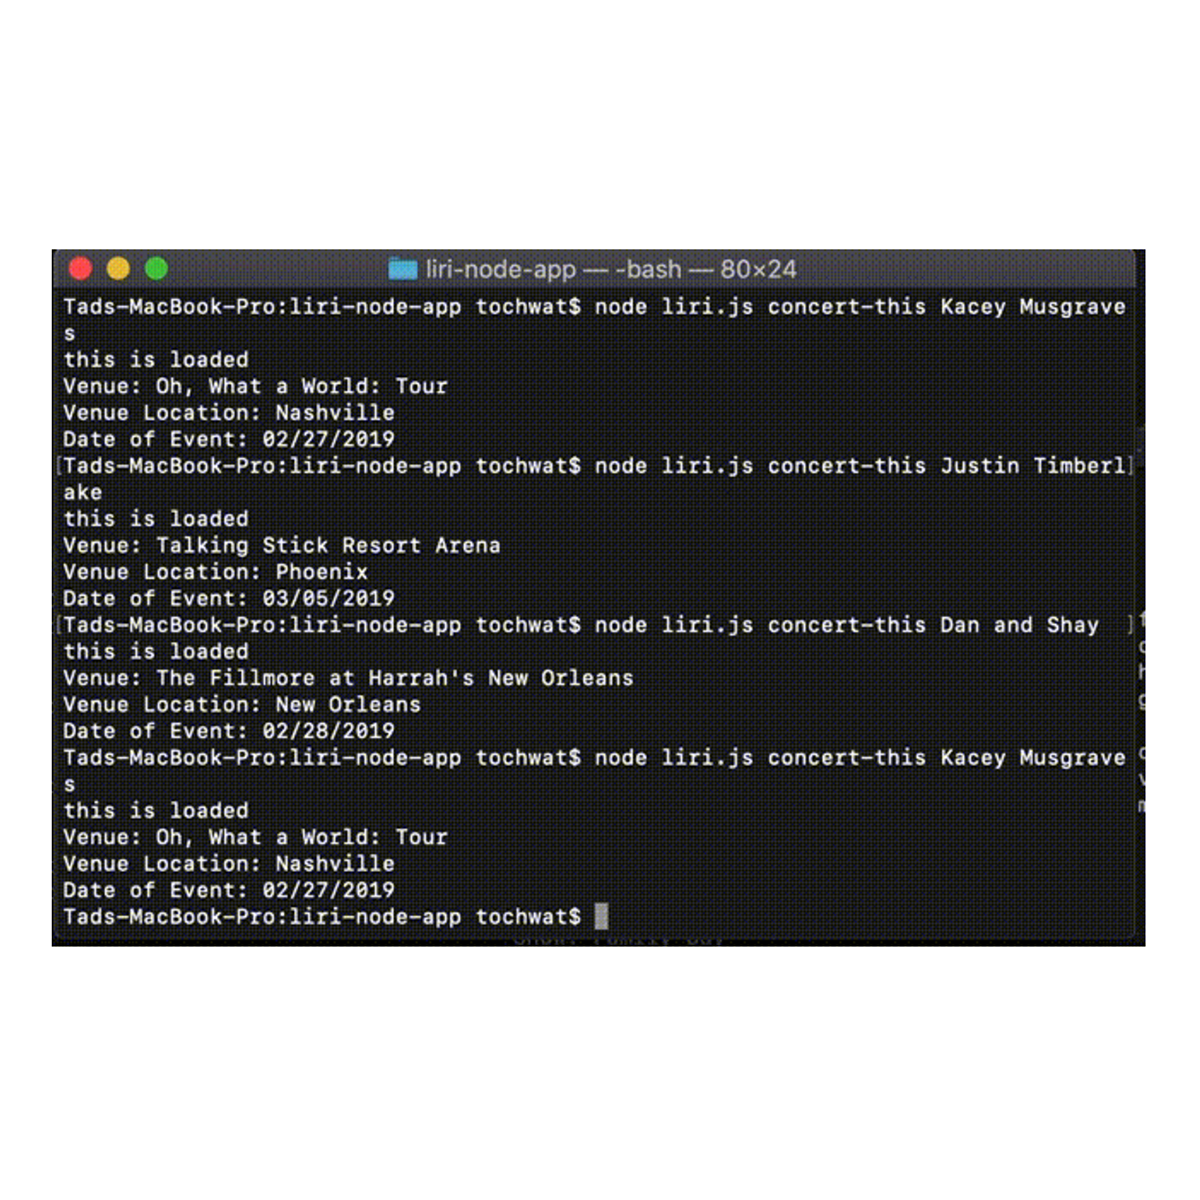 liri-node-app — -bash — 80×24
Tads-MacBook-Pro:liri-node-app tochwat$ node liri.js concert-this Kacey Musgrave
s
this is loaded
Venue: Oh, What a World: Tour
Venue Location: Nashville
Date of Event: 02/27/2019
[Tads-MacBook-Pro:liri-node-app tochwat$ node liri.js concert-this Justin Timberl]
ake
this is loaded
Venue: Talking Stick Resort Arena
Venue Location: Phoenix
Date of Event: 03/05/2019
[Tads-MacBook-Pro:liri-node-app tochwat$ node liri.js concert-this Dan and Shay ]
this is loaded
Venue: The Fillmore at Harrah's New Orleans
Venue Location: New Orleans
Date of Event: 02/28/2019
Tads-MacBook-Pro:liri-node-app tochwat$ node liri.js concert-this Kacey Musgrave
s
this is loaded
Venue: Oh, What a World: Tour
Venue Location: Nashville
Date of Event: 02/27/2019
Tads-MacBook-Pro:liri-node-app tochwat$